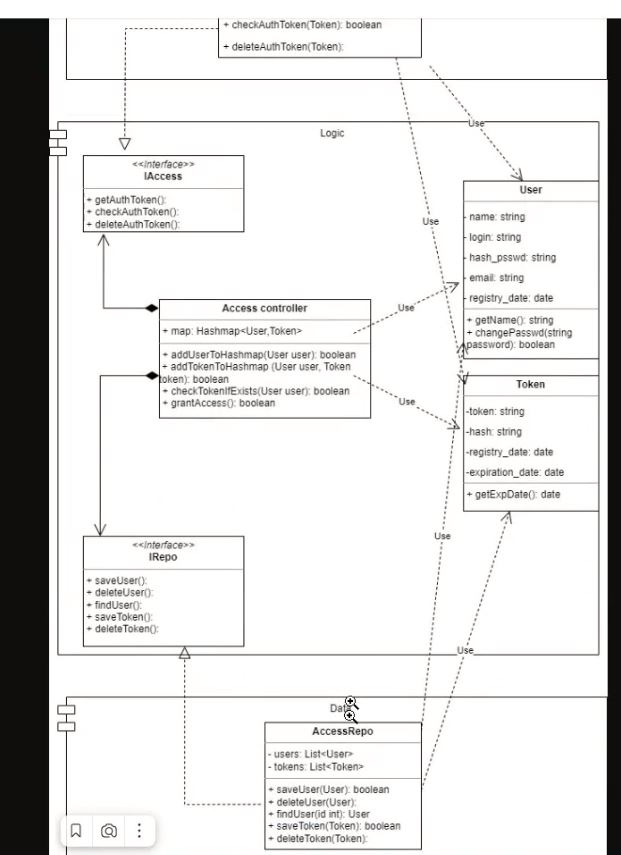 + checkAuthToken(Token): boolean
+ deleteAuthToken(Token):
Use
Logic
<<Interface>>
IAccess
+ getAuthToken():
+ checkAuthToken():
+ deleteAuthToken():
User
- name: string
- login: string
- hash_psswd: string
- email: string
- registry_date: date
+ getName(): string
+ changePasswd(string
password): boolean
Use
Access controller
+ map: Hashmap<User,Token>
+ addUserToHashmap(User user): boolean
+ addTokenToHashmap (User user, Token
token): boolean
+ checkTokenIfExists(User user): boolean
+ grantAccess(): boolean
Use
Use
Token
-token: string
-hash: string
-registry_date: date
-expiration_date: date
+ getExpDate(): date
<<Interface>>
IRepo
+ saveUser():
+ deleteUser():
+ findUser():
+ saveToken():
+ deleteToken():
Use
Use
Data
AccessRepo
- users: List<User>
- tokens: List<Token>
+ saveUser(User): boolean
+ deleteUser(User):
+ findUser(id int): User
+ saveToken(Token): boolean
+ deleteToken(Token):